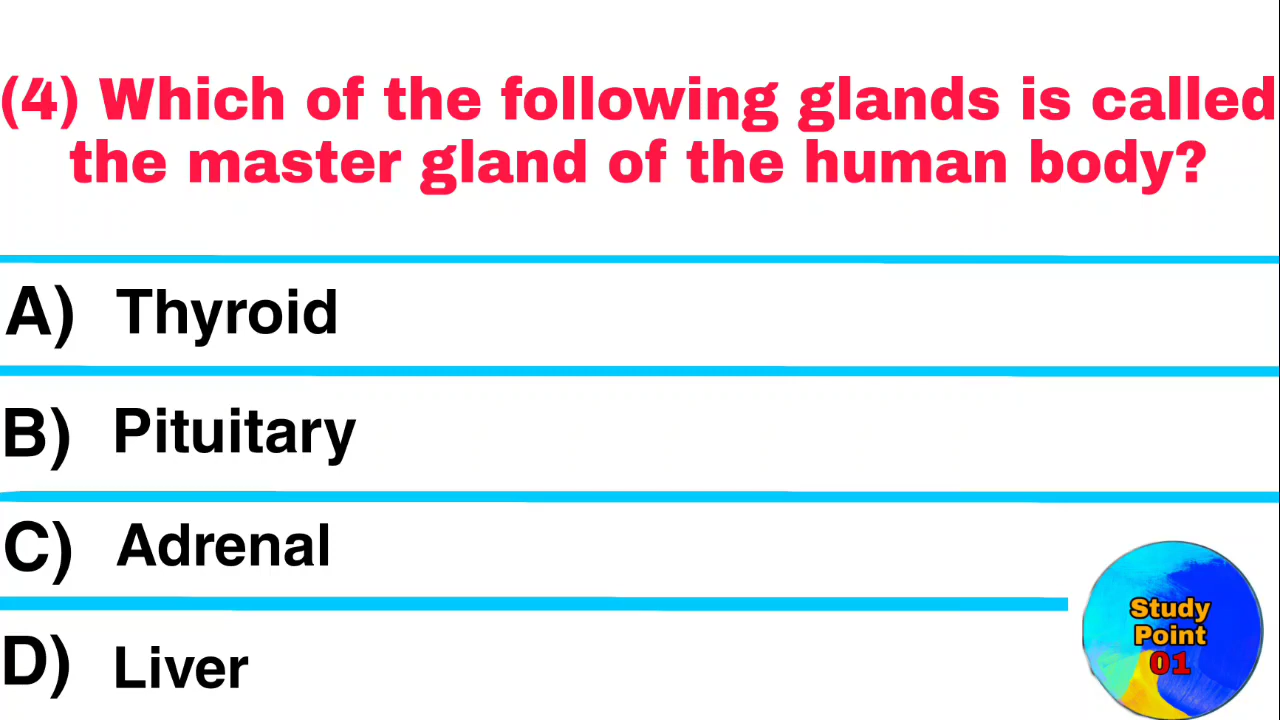 (4) Which of the following glands is called
the master gland of the human body?
A) Thyroid
B) Pituitary
C) Adrenal
D) Liver
Study
Point
01